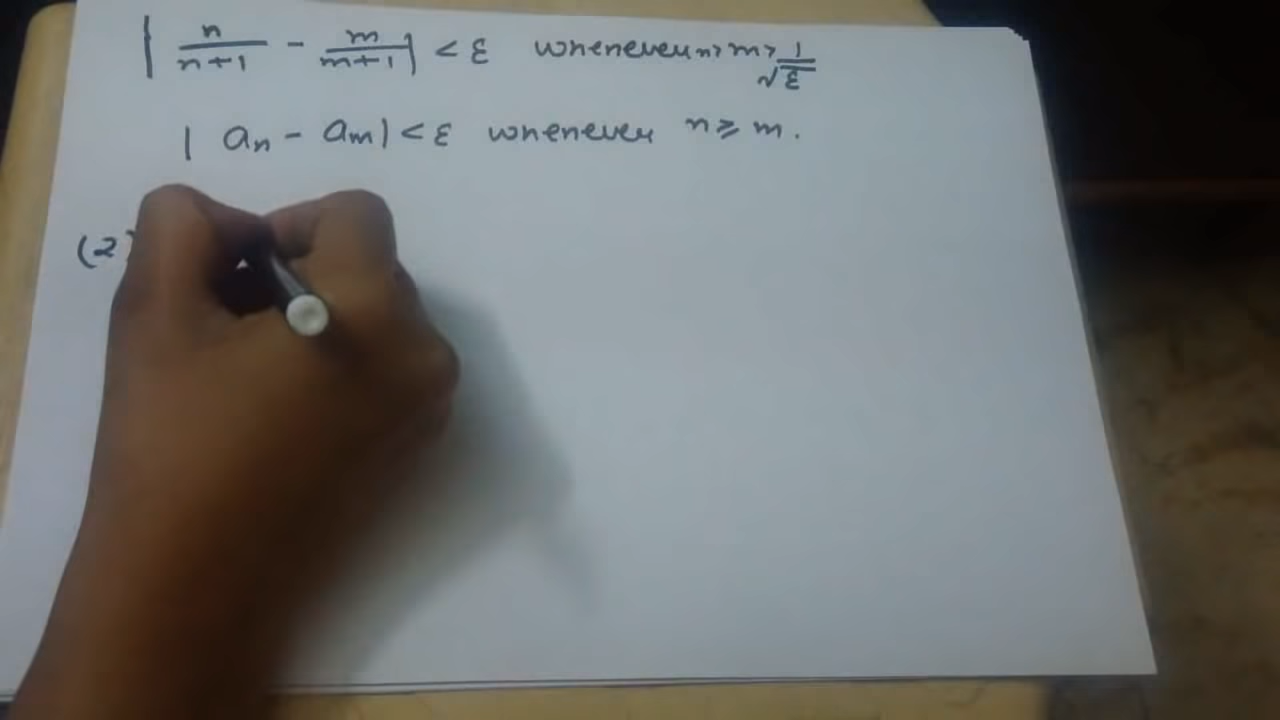 | n/n+1 - m/m+1 | < ε whenever n > m > 1/√ε
| aₙ - aₘ | < ε whenever n ⩾ m.
(2)